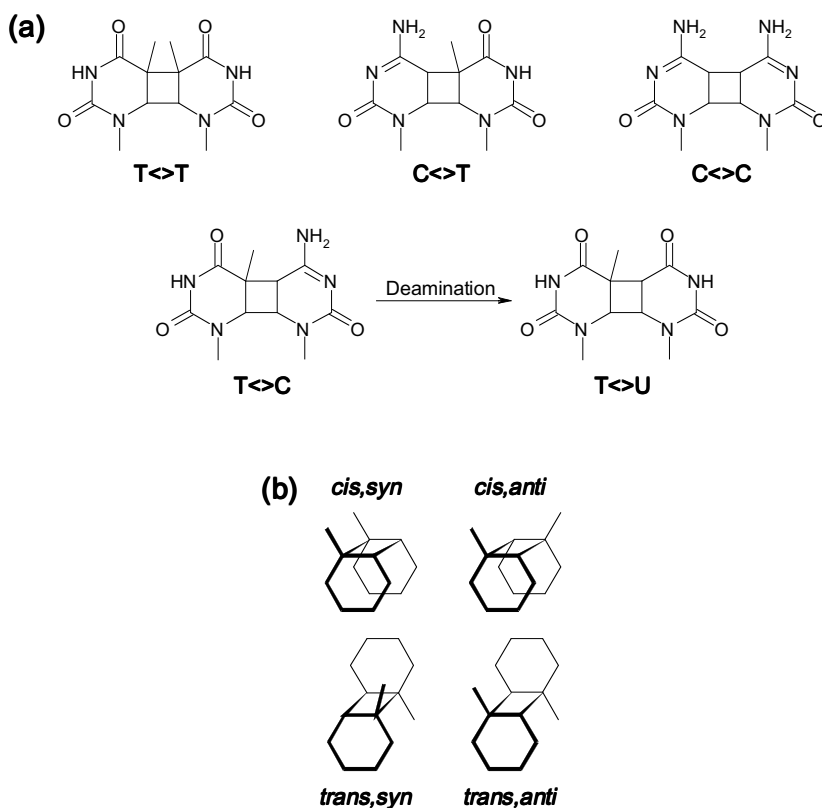 (a)
O O NH₂ O NH₂ NH₂
HN NH N NH N N
O N N O O N N O O N N O
T<>T C<>T C<>C
O NH₂ O O
HN N Deamination HN NH
O N N O O N N O
T<>C T<>U
(b) cis,syn cis,anti
trans,syn trans,anti